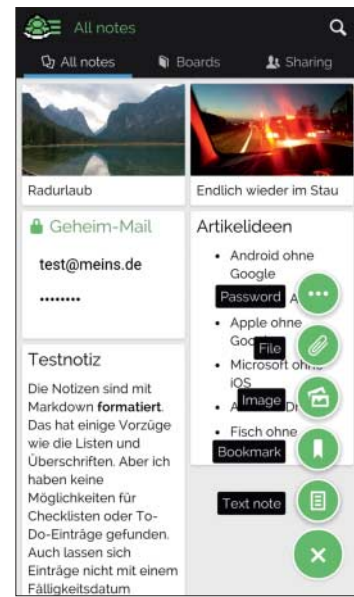 All notes
All notes
Boards
Sharing
Radurlaub
Endlich wieder im Stau
Geheim-Mail
test@meins.de
••••••••
Artikelideen
• Android ohne
Google
Password
• Apple ohne
File
• Microsoft ohne
iOS
Image
• Fisch ohne
Bookmark
Text note
Testnotiz
Die Notizen sind mit
Markdown formatiert.
Das hat einige Vorzüge
wie die Listen und
Überschriften. Aber ich
haben keine
Möglichkeiten für
Checklisten oder To-
Do-Einträge gefunden.
Auch lassen sich
Einträge nicht mit einem
Fälligkeitsdatum